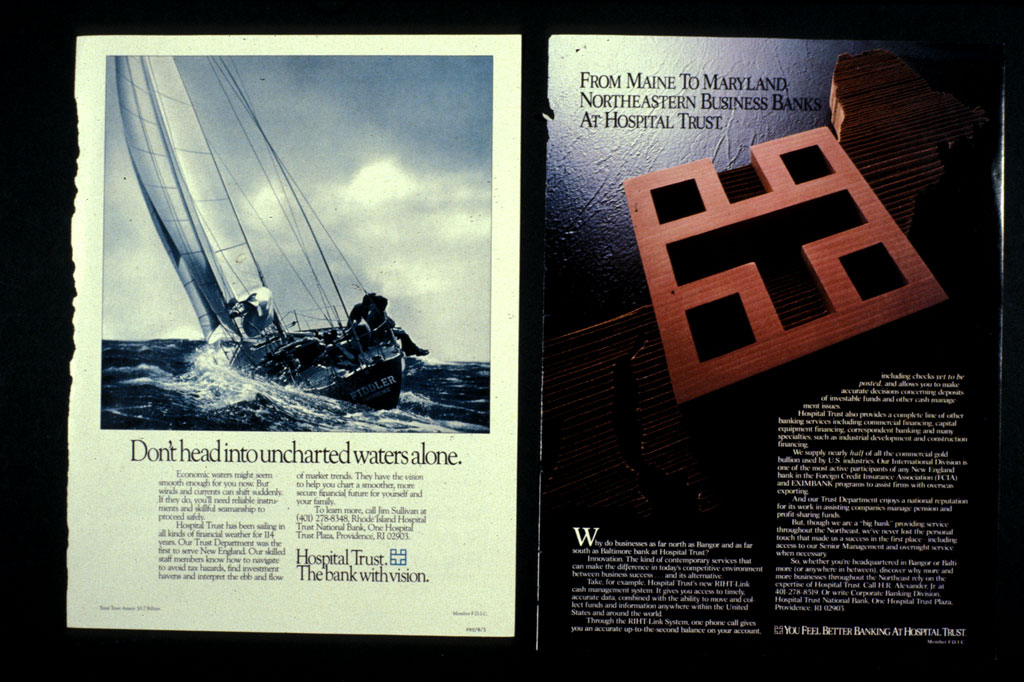 RIDDLER
Don't head into uncharted waters alone.
Economic waters might seem
smooth enough for you now. But
winds and currents can shift suddenly.
If they do, you'll need reliable instru-
ments and skillful seamanship to
proceed safely.
Hospital Trust has been sailing in
all kinds of financial weather for 114
years. Our Trust Department was the
first to serve New England. Our skilled
staff members know how to navigate
to avoid tax hazards, find investment
havens and interpret the ebb and flow
of market trends. They have the vision
to help you chart a smoother, more
secure financial future for yourself and
your family.
To learn more, call Jim Sullivan at
(401) 278-8348, Rhode Island Hospital
Trust National Bank, One Hospital
Trust Plaza, Providence, RI 02903.
Hospital Trust.
The bank with vision.
Member F.D.I.C.
FROM MAINE TO MARYLAND,
NORTHEASTERN BUSINESS BANKS
AT HOSPITAL TRUST.
Why do businesses as far north as Bangor and as far
south as Baltimore bank at Hospital Trust?
Innovation. The kind of contemporary services that
can make the difference in today's competitive environment
between business success . . . and its alternative.
Take, for example, Hospital Trust's new RIHT-Link
cash management system. It gives you access to timely,
accurate data, combined with the ability to move and col-
lect funds and information anywhere within the United
States and around the world.
Through the RIHT-Link System, one phone call gives
you an accurate up-to-the-second balance on your account,
including checks yet to be
posted, and allows you to make
accurate decisions concerning deposits
of investable funds and other cash manage-
ment issues.
Hospital Trust also provides a complete line of other
banking services including commercial financing, capital
equipment financing, correspondent banking and many
specialties, such as industrial development and construction
financing.
We supply nearly half of all the commercial gold
bullion used by U.S. industries. Our International Division is
one of the most active participants of any New England
bank in the Foreign Credit Insurance Association (FCIA)
and EXIMBANK programs to assist firms with overseas
exporting.
And our Trust Department enjoys a national reputation
for its work in assisting companies manage pension and
profit-sharing funds.
But, though we are a "big bank" providing service
throughout the Northeast, we've never lost the personal
touch that made us a success in the first place - including
access to our Senior Management and overnight service
when necessary.
So, whether you're headquartered in Bangor or Balti-
more (or anywhere in between), discover why more and
more businesses throughout the Northeast rely on the
expertise of Hospital Trust. Call H.R. Alexander, Jr. at
401-278-8519. Or write Corporate Banking Division,
Hospital Trust National Bank, One Hospital Trust Plaza,
Providence, RI 02903.
YOU FEEL BETTER BANKING AT HOSPITAL TRUST.
Member F.D.I.C.